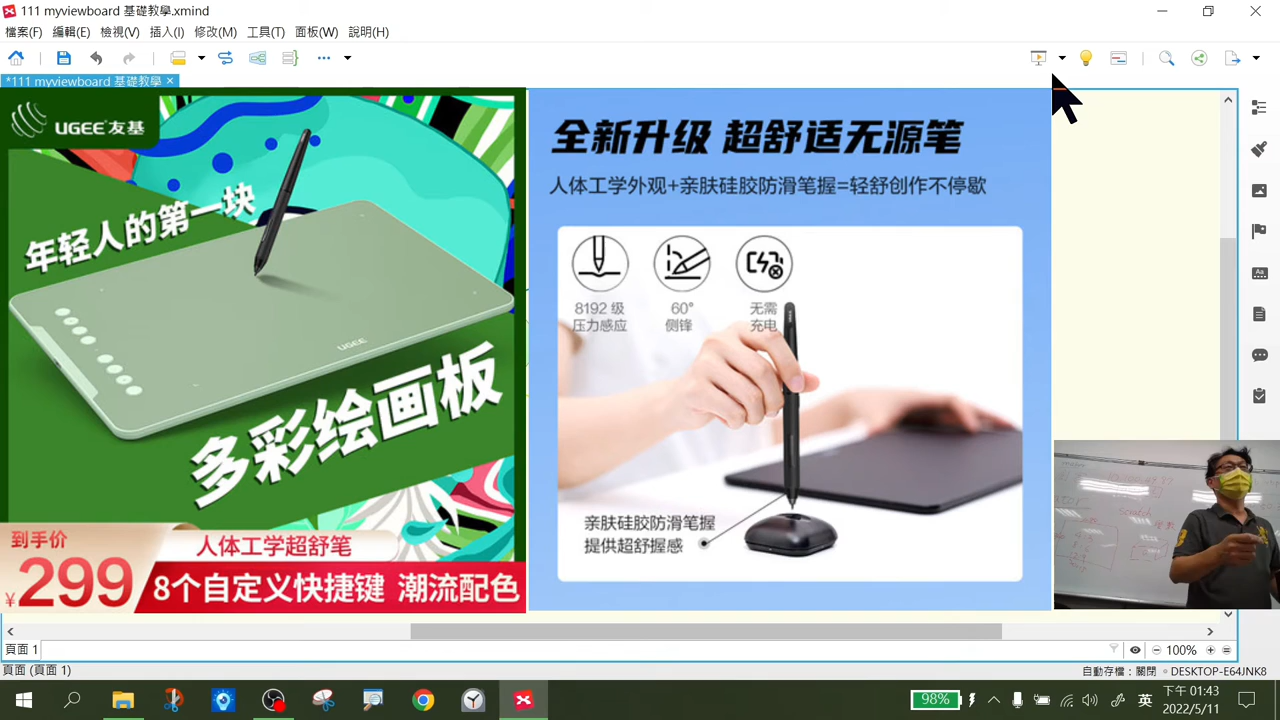 111 myviewboard 基礎教學.xmind
檔案(F) 編輯(E) 檢視(V) 插入(I) 修改(M) 工具(T) 面板(W) 說明(H)
*111 myviewboard 基礎教學 ×
UGEE友基
年轻人的第一块
UGEE
多彩绘画板
到手价
¥299
人体工学超舒笔
8个自定义快捷键 潮流配色
全新升级 超舒适无源笔
人体工学外观+亲肤硅胶防滑笔握=轻舒创作不停歇
8192 级
压力感应
60°
侧锋
无需
充电
亲肤硅胶防滑笔握
提供超舒握感
Scratch
頁面 1
100%
頁面 (頁面 1)
自動存檔：關閉
DESKTOP-E64JNK8
98%
英
下午 01:43
2022/5/11